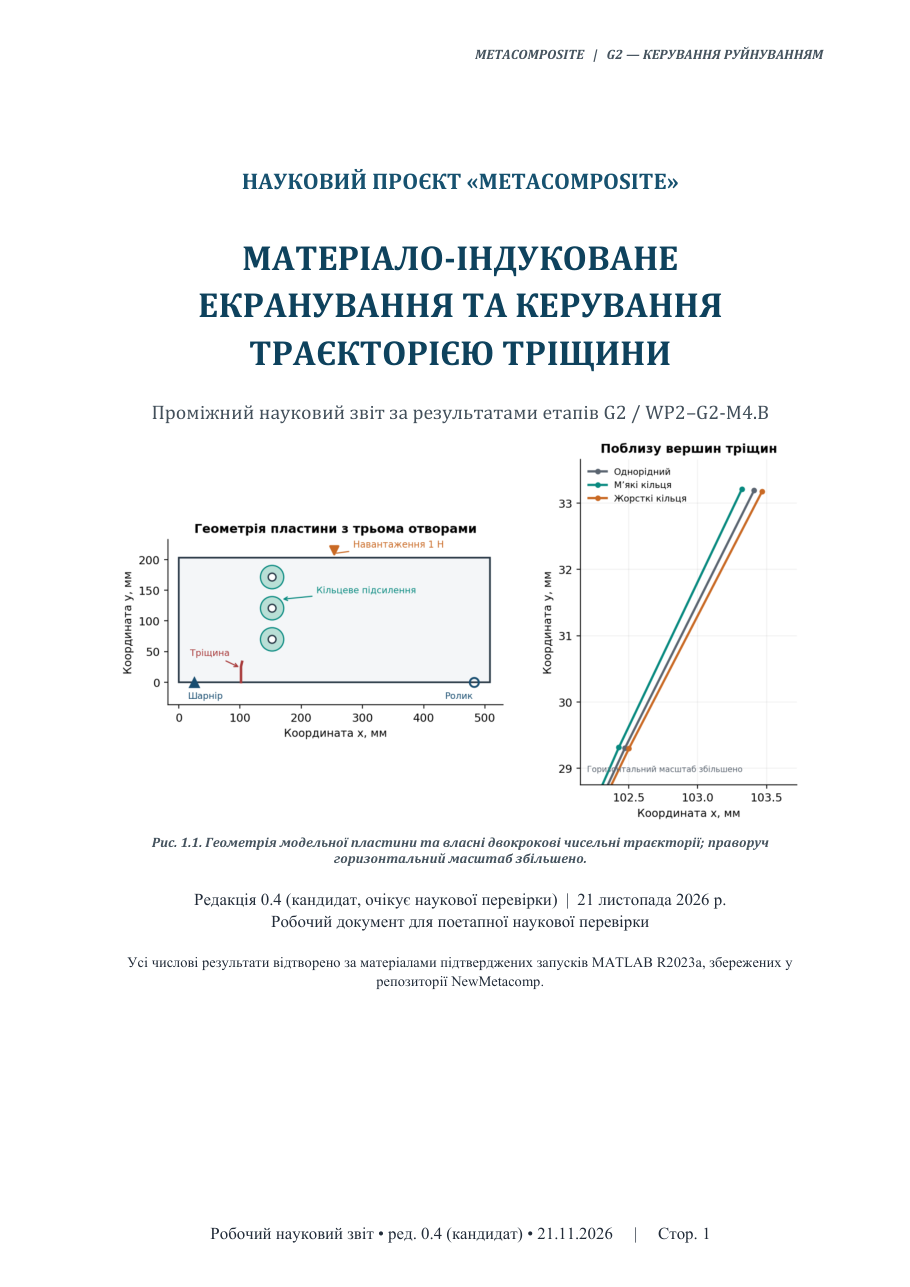 METACOMPOSITE | G2 — КЕРУВАННЯ РУЙНУВАННЯМ
НАУКОВИЙ ПРОЄКТ «METACOMPOSITE»
МАТЕРІАЛО-ІНДУКОВАНЕ
ЕКРАНУВАННЯ ТА КЕРУВАННЯ
ТРАЄКТОРІЄЮ ТРІЩИНИ
Проміжний науковий звіт за результатами етапів G2 / WP2–G2-M4.B
Геометрія пластини з трьома отворами
Навантаження 1 Н
Кільцеве підсилення
Тріщина
Шарнір
Ролик
Координата y, мм
200
150
100
50
0
0 100 200 300 400 500
Координата x, мм
Поблизу вершин тріщин
Однорідний
М'які кільця
Жорсткі кільця
Координата y, мм
33
32
31
30
29
Горизонтальний масштаб збільшено
102.5 103.0 103.5
Координата x, мм
Рис. 1.1. Геометрія модельної пластини та власні двокрокові чисельні траєкторії; праворуч
горизонтальний масштаб збільшено.
Редакція 0.4 (кандидат, очікує наукової перевірки) | 21 листопада 2026 р.
Робочий документ для поетапної наукової перевірки
Усі числові результати відтворено за матеріалами підтверджених запусків MATLAB R2023a, збережених у
репозиторії NewMetacomp.
Робочий науковий звіт • ред. 0.4 (кандидат) • 21.11.2026 | Стор. 1